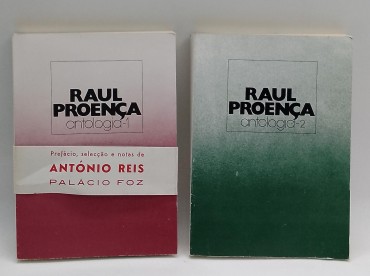 RAUL
PROENÇA
antologia-1
Prefácio, selecção e notas de
ANTÓNIO REIS
PALÁCIO FOZ
RAUL
PROENÇA
antologia-2